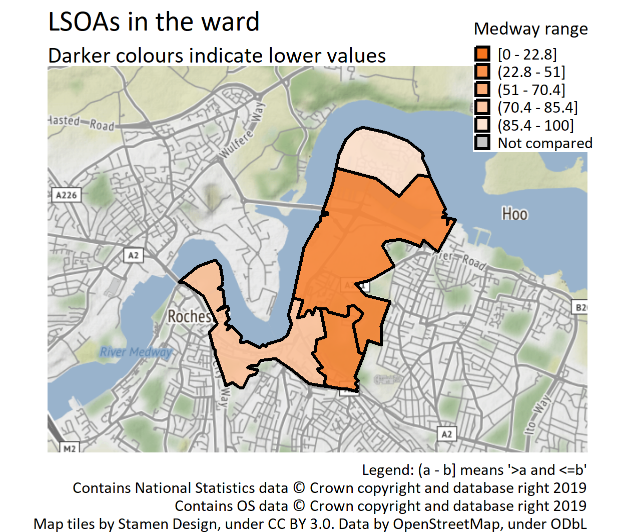 LSOAs in the ward
Darker colours indicate lower values
Medway range
[0 - 22.8]
(22.8 - 51]
(51 - 70.4]
(70.4 - 85.4]
(85.4 - 100]
Not compared
Hasted Road
Wulfere Way
A226
Hoo
A2
Roches
River Medway
B2
Ito Way
A2
M2
Legend: (a - b] means '>a and <=b'
Contains National Statistics data © Crown copyright and database right 2019
Contains OS data © Crown copyright and database right 2019
Map tiles by Stamen Design, under CC BY 3.0. Data by OpenStreetMap, under ODbL